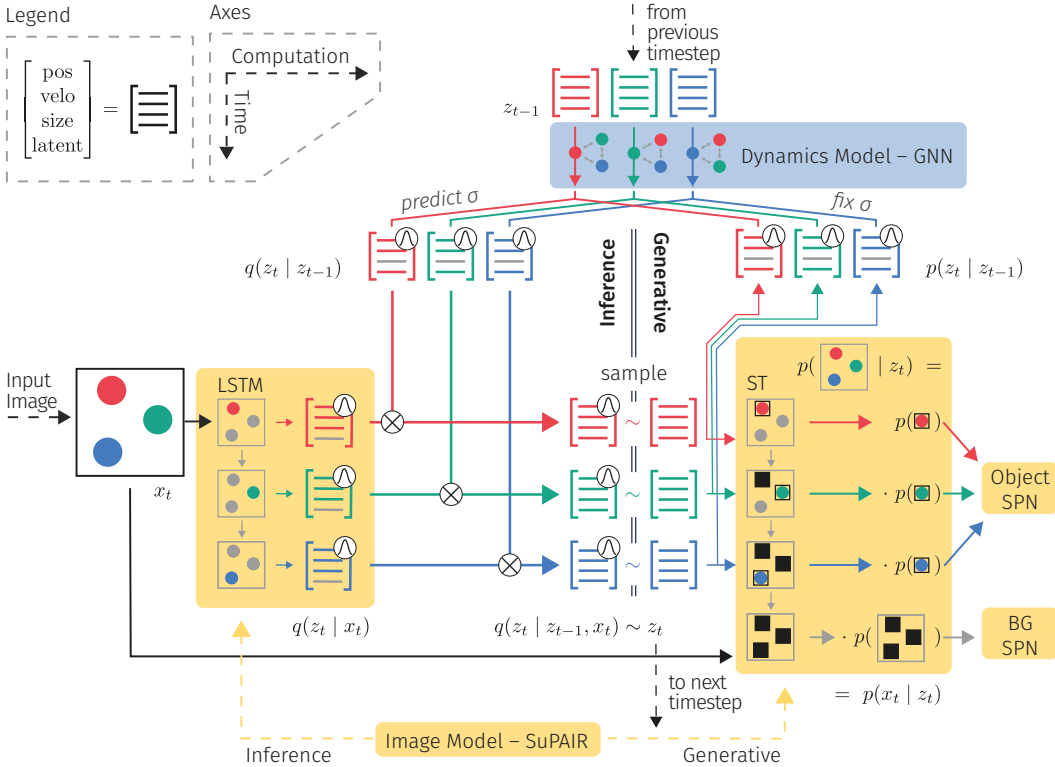 Legend
Axes
from
previous
timestep
pos
velo
size
latent
=
Computation
Time
z_{t-1}
Dynamics Model – GNN
predict σ
fix σ
q(z_t | z_{t-1})
Inference
Generative
p(z_t | z_{t-1})
Input
Image
x_t
LSTM
sample
ST
p( | z_t) =
~
p( )
~
· p( )
~
· p( )
Object
SPN
· p( )
BG
SPN
q(z_t | x_t)
q(z_t | z_{t-1}, x_t) ∼ z_t
= p(x_t | z_t)
to next
timestep
Image Model – SuPAIR
Inference
Generative